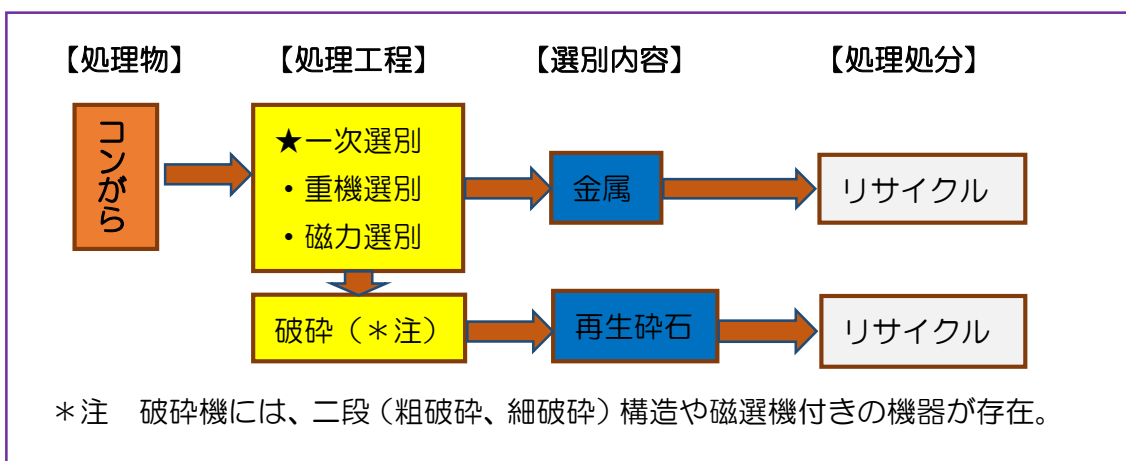 【処理物】 【処理工程】 【選別内容】 【処理処分】
コンがら
★一次選別
・重機選別
・磁力選別
金属
リサイクル
破砕（＊注）
再生砕石
リサイクル
＊注 破砕機には、二段（粗破砕、細破砕）構造や磁選機付きの機器が存在。